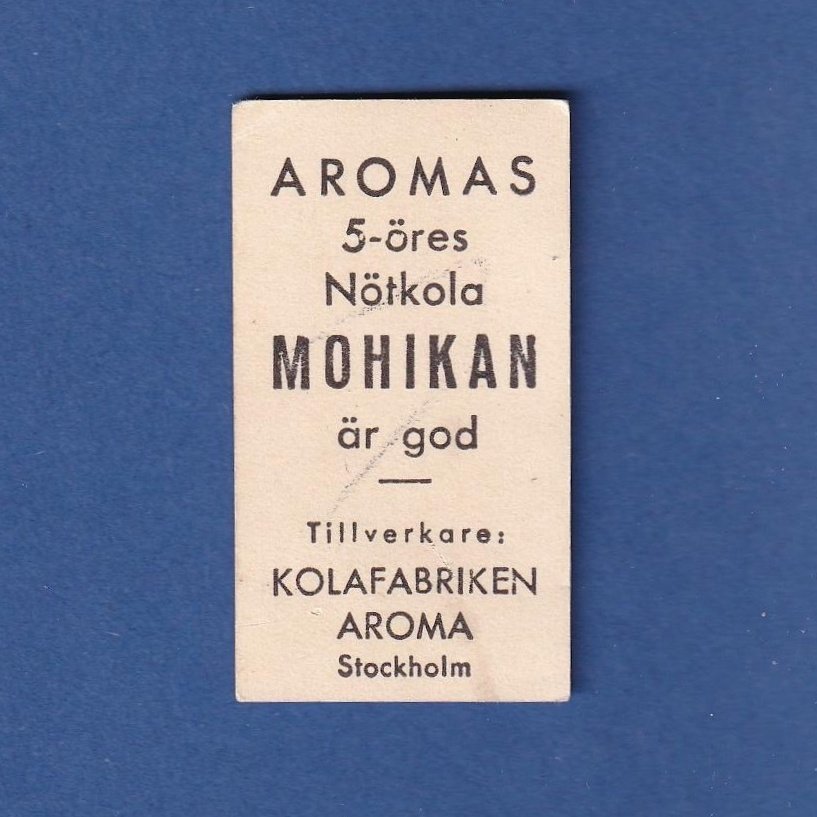 AROMAS
5-öres
Nötkola
MOHIKAN
är god
Tillverkare:
KOLAFABRIKEN
AROMA
Stockholm